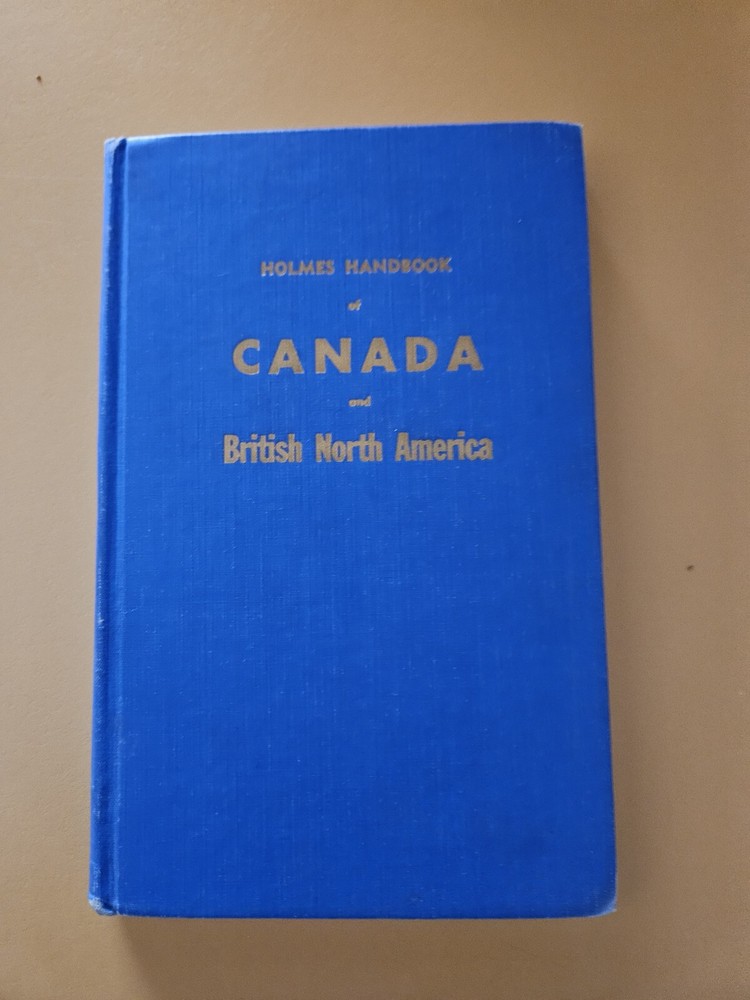 HOLMES HANDBOOK
of
CANADA
and
British North America